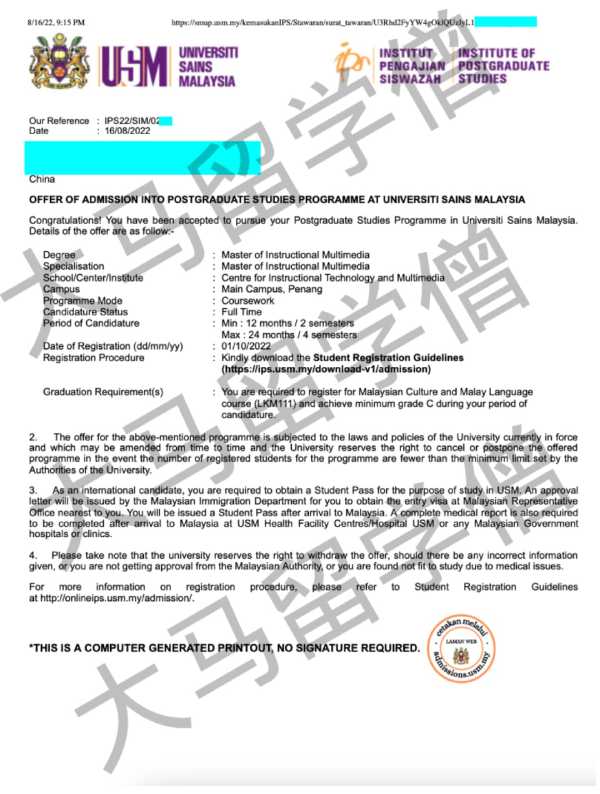 8/16/22, 9:15 PM
UNIVERSITI
SAINS
MALAYSIA
USM
INSTITUT
PENGAJIAN
SISWAZAH
INSTITUTE OF
POSTGRADUATE
STUDIES
Our Reference : IPS22/SIM/02
Date : 16/08/2022
China
OFFER OF ADMISSION INTO POSTGRADUATE STUDIES PROGRAMME AT UNIVERSITI SAINS MALAYSIA
Congratulations! You have been accepted to pursue your Postgraduate Studies Programme in Universiti Sains Malaysia.
Details of the offer are as follow:-
Degree : Master of Instructional Multimedia
Specialisation : Master of Instructional Multimedia
School/Center/Institute : Centre for Instructional Technology and Multimedia
Campus : Main Campus, Penang
Programme Mode : Coursework
Candidature Status : Full Time
Period of Candidature : Min : 12 months / 2 semesters
Max : 24 months / 4 semesters
Date of Registration (dd/mm/yy) : 01/10/2022
Registration Procedure : Kindly download the Student Registration Guidelines
(https://ips.usm.my/download-v1/admission)
Graduation Requirement(s) : You are required to register for Malaysian Culture and Malay Language
course (LKM111) and achieve minimum grade C during your period of
candidature.
2. The offer for the above-mentioned programme is subjected to the laws and policies of the University currently in force
and which may be amended from time to time and the University reserves the right to cancel or postpone the offered
programme in the event the number of registered students for the programme are fewer than the minimum limit set by the
Authorities of the University.
3. As an international candidate, you are required to obtain a Student Pass for the purpose of study in USM. An approval
letter will be issued by the Malaysian Immigration Department for you to obtain the entry visa at Malaysian Representative
Office nearest to you. You will be issued a Student Pass after arrival to Malaysia. A complete medical report is also required
to be completed after arrival to Malaysia at USM Health Facility Centres/Hospital USM or any Malaysian Government
hospitals or clinics.
4. Please take note that the university reserves the right to withdraw the offer, should there be any incorrect information
given, or you are not getting approval from the Malaysian Authority, or you are found not fit to study due to medical issues.
For more information on registration procedure, please refer to Student Registration Guidelines
at http://onlineips.usm.my/admission/.
*THIS IS A COMPUTER GENERATED PRINTOUT, NO SIGNATURE REQUIRED.
cetakan melalui
LAMAN WEB
admissions.usm.my
大马留学僧
大马留学僧
大马留学僧